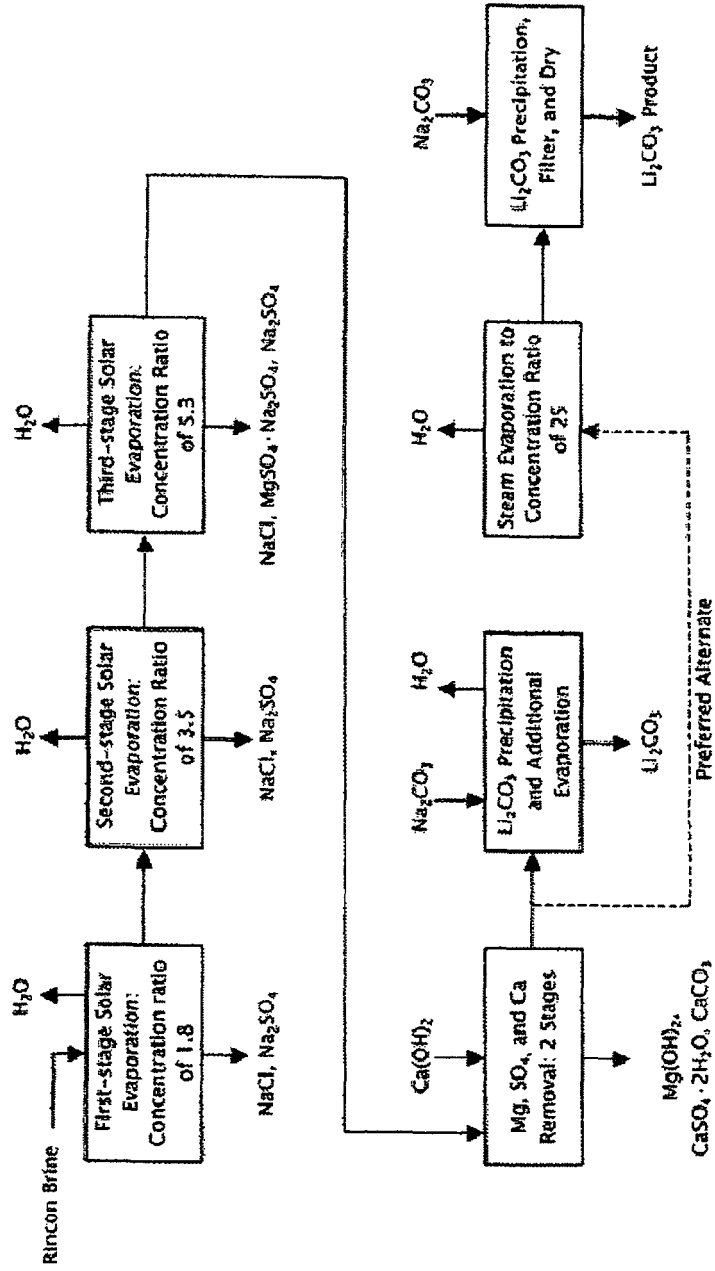 Rincon Brine
H₂O
First-stage Solar
Evaporation:
Concentration ratio
of 1.8
NaCl, Na₂SO₄
H₂O
Second-stage Solar
Evaporation:
Concentration Ratio
of 3.5
NaCl, Na₂SO₄
H₂O
Third-stage Solar
Evaporation:
Concentration Ratio
of 5.3
NaCl, MgSO₄·Na₂SO₄, Na₂SO₄
Ca(OH)₂
Mg, SO₄, and Ca
Removal: 2 Stages
Mg(OH)₂,
CaSO₄·2H₂O, CaCO₃
Na₂CO₃
H₂O
Li₂CO₃ Precipitation
and Additional
Evaporation
Li₂CO₃
Preferred Alternate
H₂O
Steam Evaporation to
Concentration Ratio
of 25
Na₂CO₃
Li₂CO₃ Precipitation,
Filter, and Dry
Li₂CO₃ Product